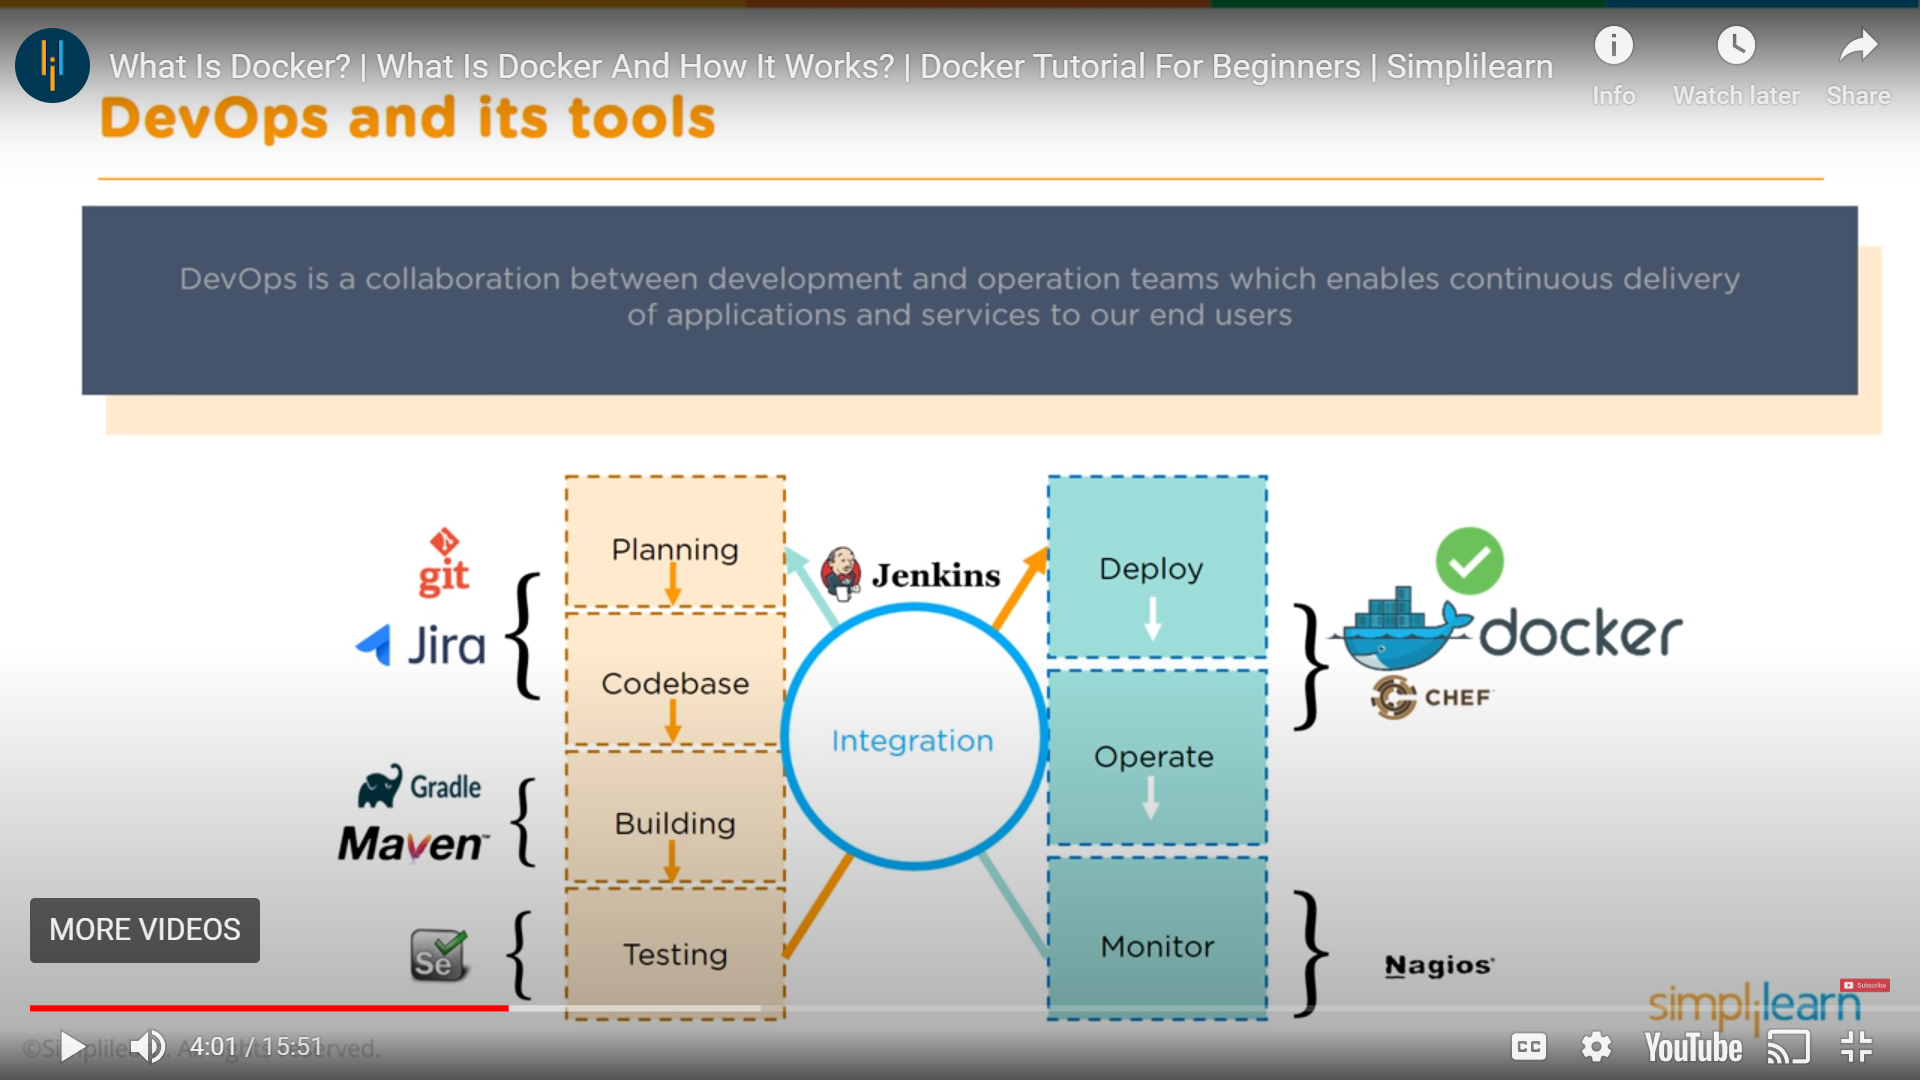 What Is Docker? | What Is Docker And How It Works? | Docker Tutorial For Beginners | Simplilearn
Info
Watch later
Share
DevOps and its tools
DevOps is a collaboration between development and operation teams which enables continuous delivery
of applications and services to our end users
git
Jira
Gradle
Maven™
Se
Planning
Codebase
Building
Testing
Jenkins
Integration
Deploy
Operate
Monitor
docker
CHEF
Nagios
MORE VIDEOS
simplilearn
Subscribe
4:01 / 15:51
CC
YouTube